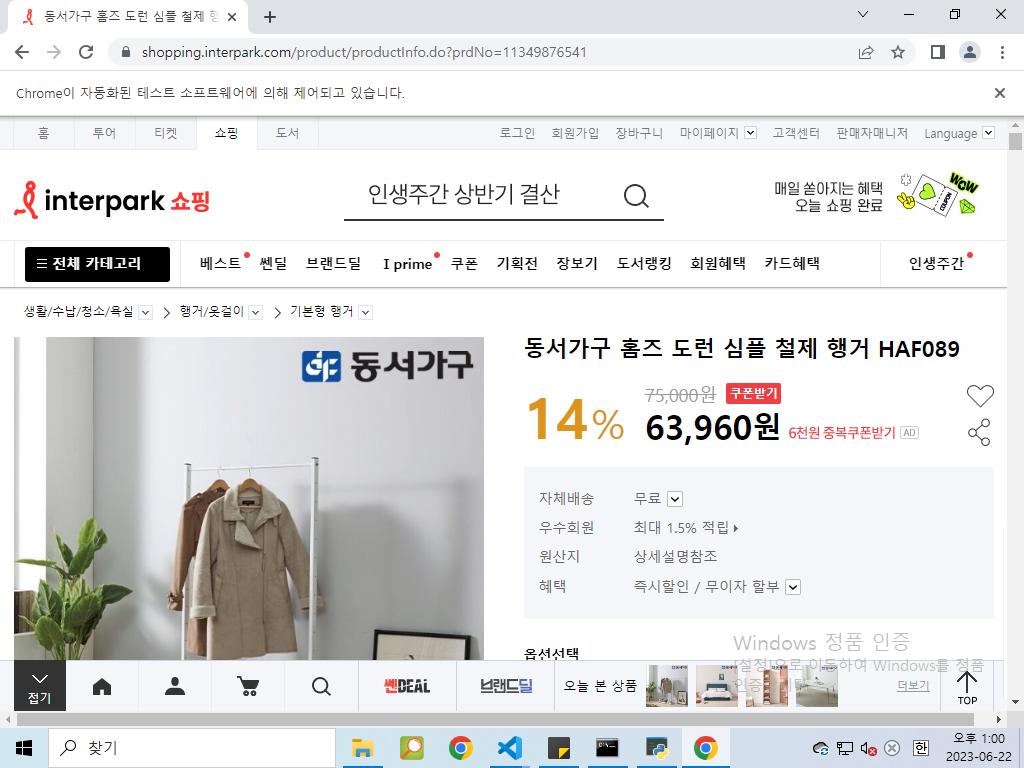 동서가구 홈즈 도런 심플 철제 행
shopping.interpark.com/product/productInfo.do?prdNo=11349876541
Chrome이 자동화된 테스트 소프트웨어에 의해 제어되고 있습니다.
홈 투어 티켓 쇼핑 도서 로그인 회원가입 장바구니 마이페이지 고객센터 판매자매니저 Language
interpark 쇼핑
인생주간 상반기 결산
매일 쏟아지는 혜택
오늘 쇼핑 완료
WOW
COUPON
전체 카테고리 베스트 쎈딜 브랜드딜 I prime 쿠폰 기획전 장보기 도서랭킹 회원혜택 카드혜택 인생주간
생활/수납/청소/욕실 행거/옷걸이 기본형 행거
동서가구
동서가구 홈즈 도런 심플 철제 행거 HAF089
14%
75,000원 쿠폰받기
63,960원 6천원 중복쿠폰받기 AD
자체배송 무료
우수회원 최대 1.5% 적립
원산지 상세설명참조
혜택 즉시할인 / 무이자 할부
옵션선택
Windows 정품 인증
[설정]으로 이동하여 Windows를 정품
접기 쎈DEAL 브랜드딜 오늘 본 상품 더보기 TOP
찾기
한
오후 1:00
2023-06-22